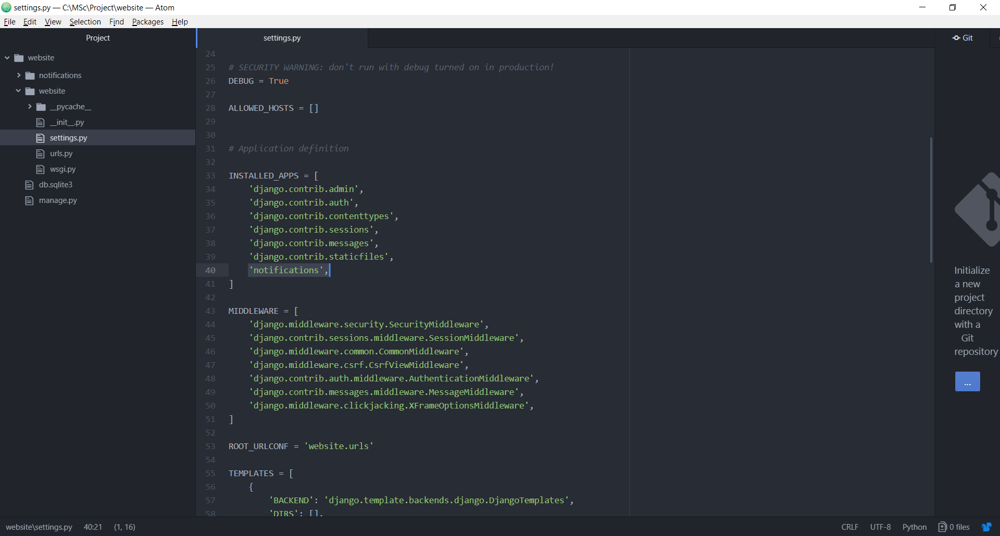 settings.py — C:\MSc\Project\website — Atom
File Edit View Selection Find Packages Help
Project
settings.py
Git
website
notifications
website
__pycache__
__init__.py
settings.py
urls.py
wsgi.py
db.sqlite3
manage.py
24
25 # SECURITY WARNING: don't run with debug turned on in production!
26 DEBUG = True
27
28 ALLOWED_HOSTS = []
29
30
31 # Application definition
32
33 INSTALLED_APPS = [
34     'django.contrib.admin',
35     'django.contrib.auth',
36     'django.contrib.contenttypes',
37     'django.contrib.sessions',
38     'django.contrib.messages',
39     'django.contrib.staticfiles',
40     'notifications',
41 ]
42
43 MIDDLEWARE = [
44     'django.middleware.security.SecurityMiddleware',
45     'django.contrib.sessions.middleware.SessionMiddleware',
46     'django.middleware.common.CommonMiddleware',
47     'django.middleware.csrf.CsrfViewMiddleware',
48     'django.contrib.auth.middleware.AuthenticationMiddleware',
49     'django.contrib.messages.middleware.MessageMiddleware',
50     'django.middleware.clickjacking.XFrameOptionsMiddleware',
51 ]
52
53 ROOT_URLCONF = 'website.urls'
54
55 TEMPLATES = [
56     {
57         'BACKEND': 'django.template.backends.django.DjangoTemplates',
58         'DIRS': [],
Initialize
a new
project
directory
with a
Git
repository
...
website\settings.py 40:21 (1, 16)
CRLF UTF-8 Python 0 files